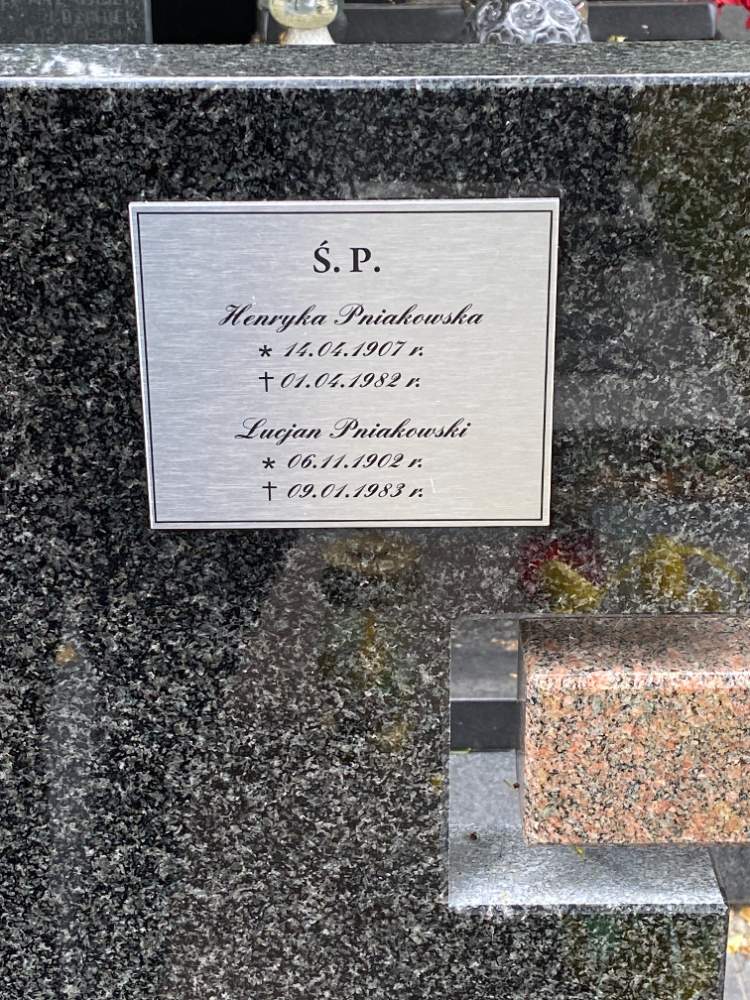 Ś. P.
Henryka Pniakowska
* 14.04.1907 r.
† 01.04.1982 r.
Lucjan Pniakowski
* 06.11.1902 r.
† 09.01.1983 r.